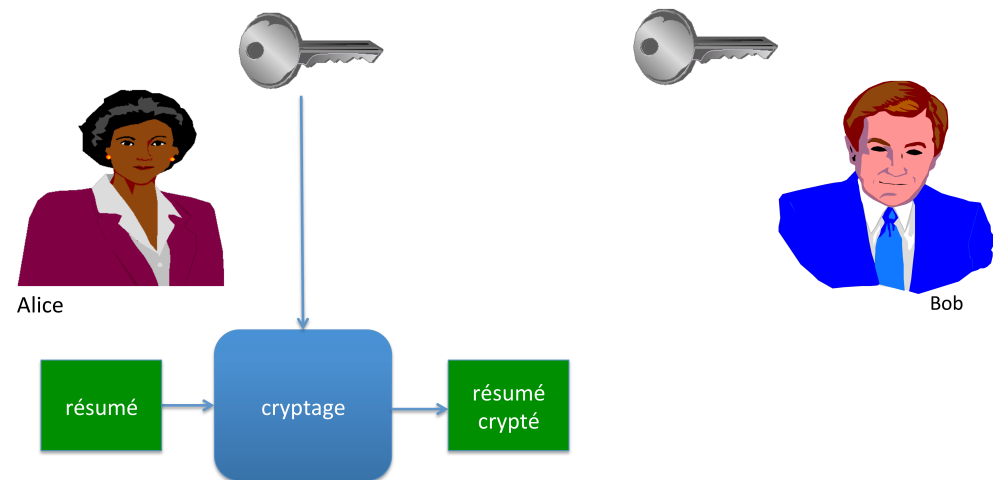 Alice
Bob
résumé
cryptage
résumé
crypté